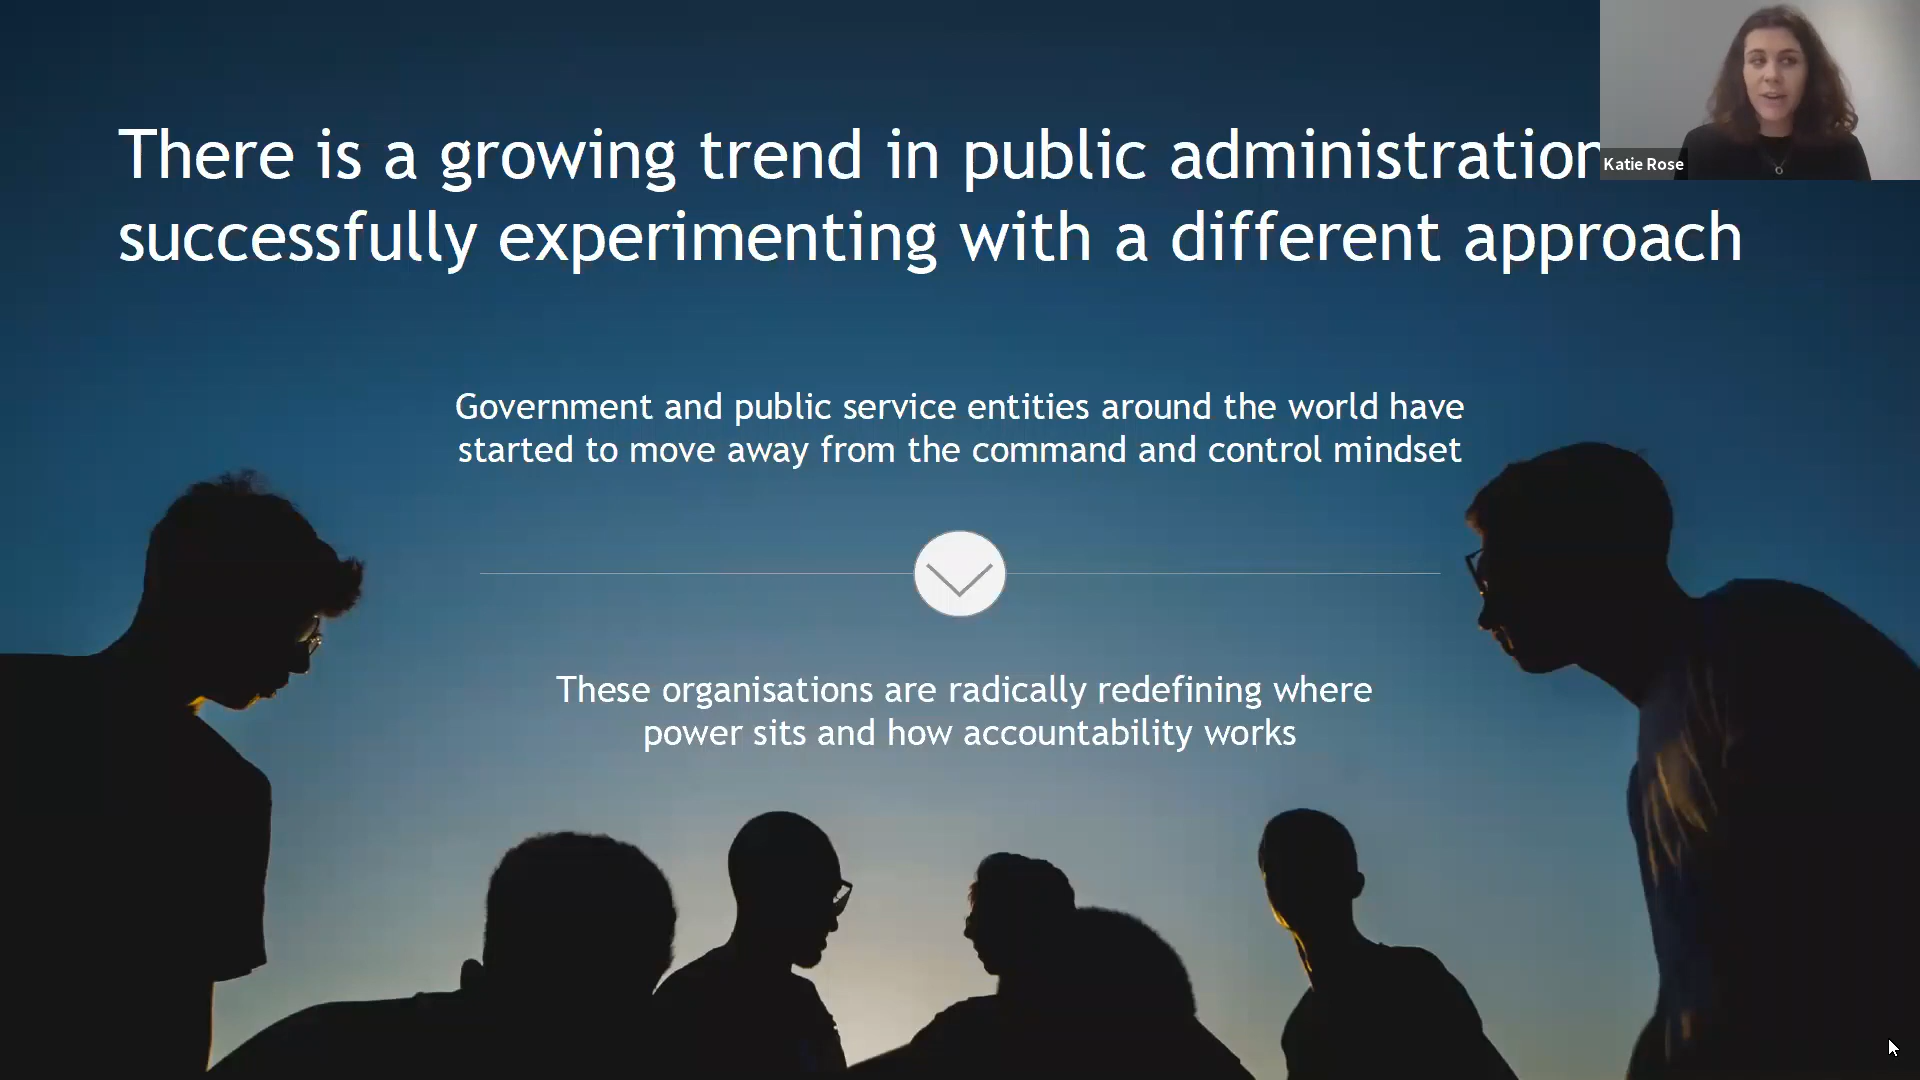 There is a growing trend in public administration
successfully experimenting with a different approach
Katie Rose
Government and public service entities around the world have
started to move away from the command and control mindset
These organisations are radically redefining where
power sits and how accountability works